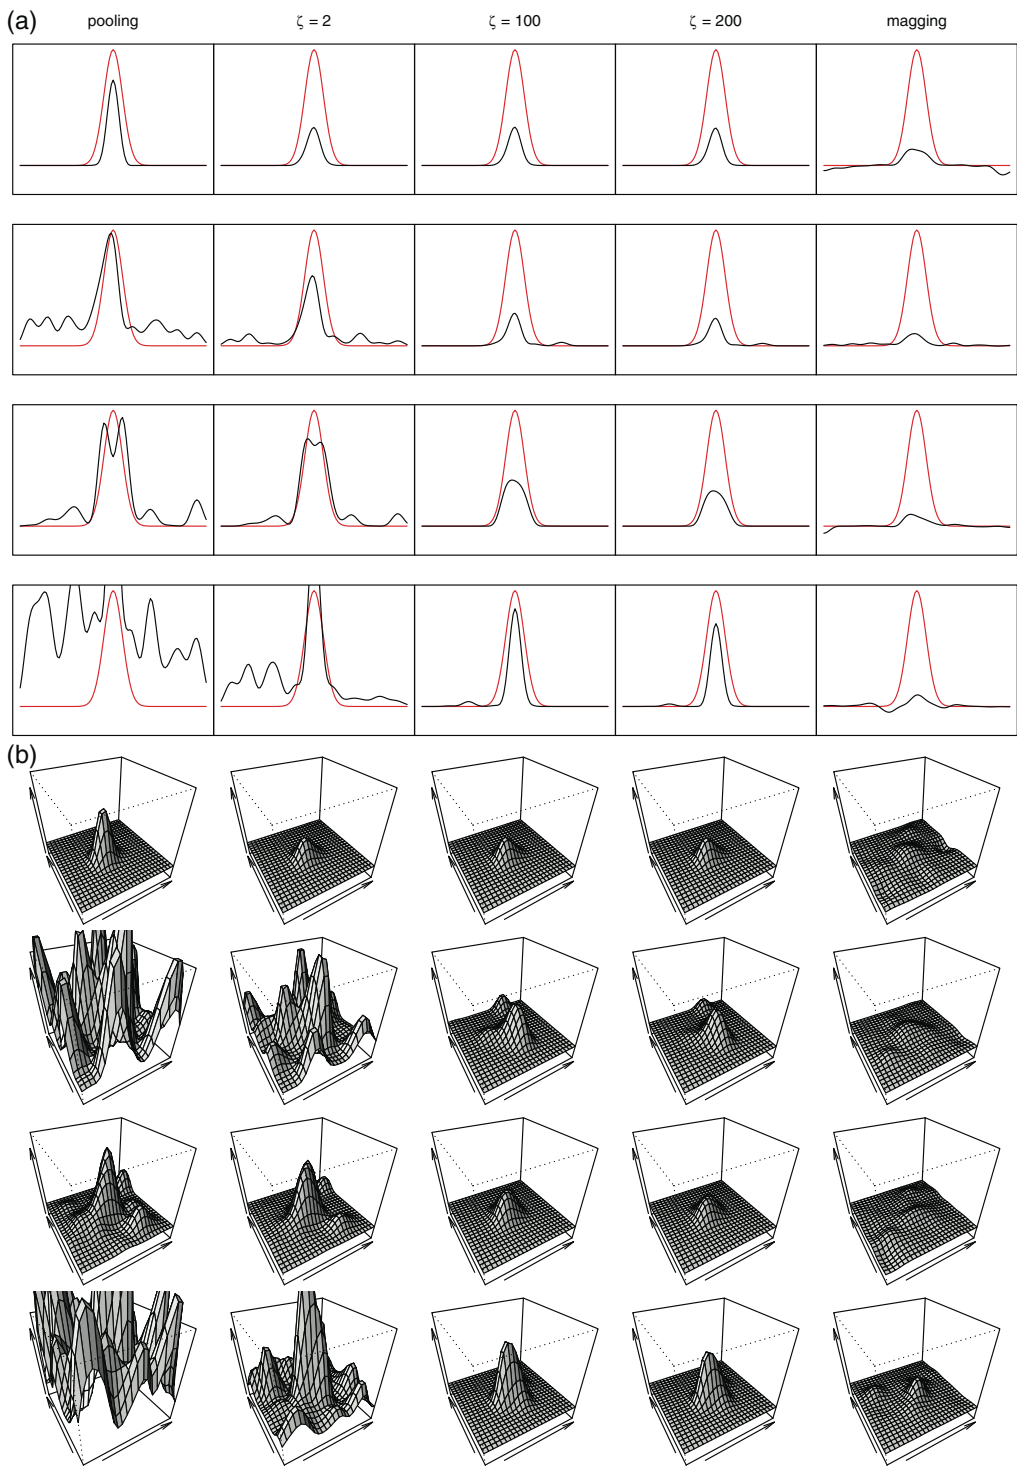 (a) pooling ζ = 2 ζ = 100 ζ = 200 magging
(b)